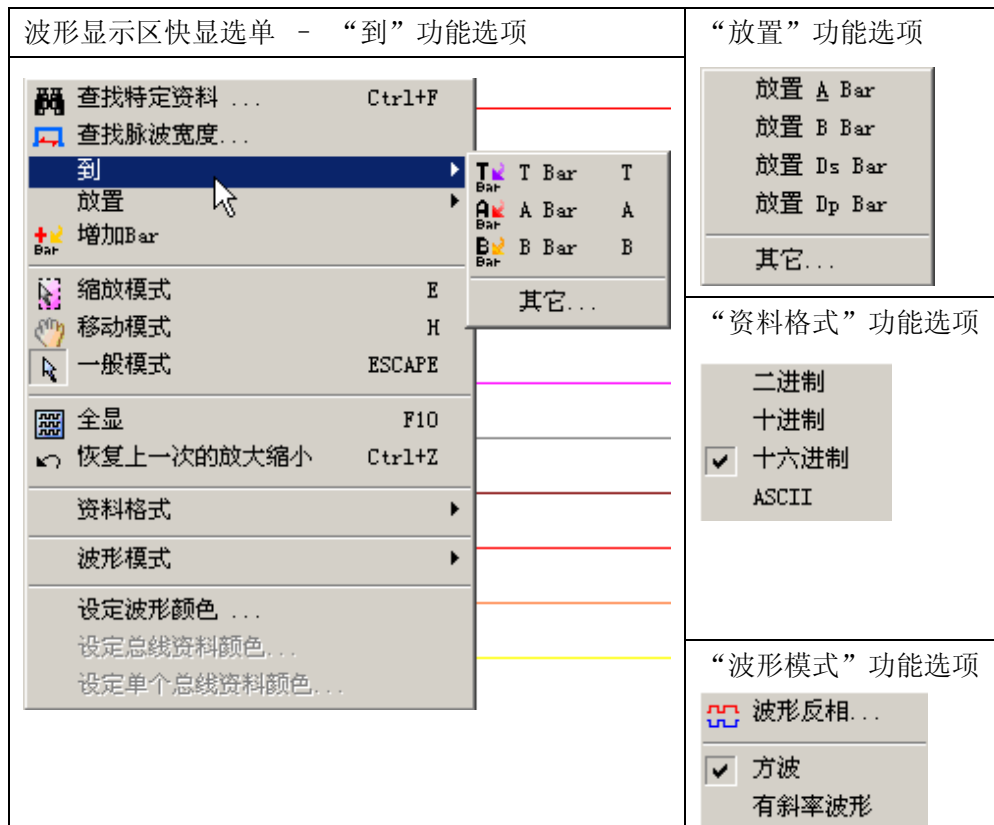 波形显示区快显选单 - “到”功能选项
查找特定资料 ... Ctrl+F
查找脉波宽度...
到
放置
增加Bar
缩放模式 E
移动模式 H
一般模式 ESCAPE
全显 F10
恢复上一次的放大缩小 Ctrl+Z
资料格式
波形模式
设定波形颜色 ...
设定总线资料颜色...
设定单个总线资料颜色...
T Bar T Bar T
A Bar A Bar A
B Bar B Bar B
其它...
“放置”功能选项
放置 A Bar
放置 B Bar
放置 Ds Bar
放置 Dp Bar
其它...
“资料格式”功能选项
二进制
十进制
十六进制
ASCII
“波形模式”功能选项
波形反相...
方波
有斜率波形